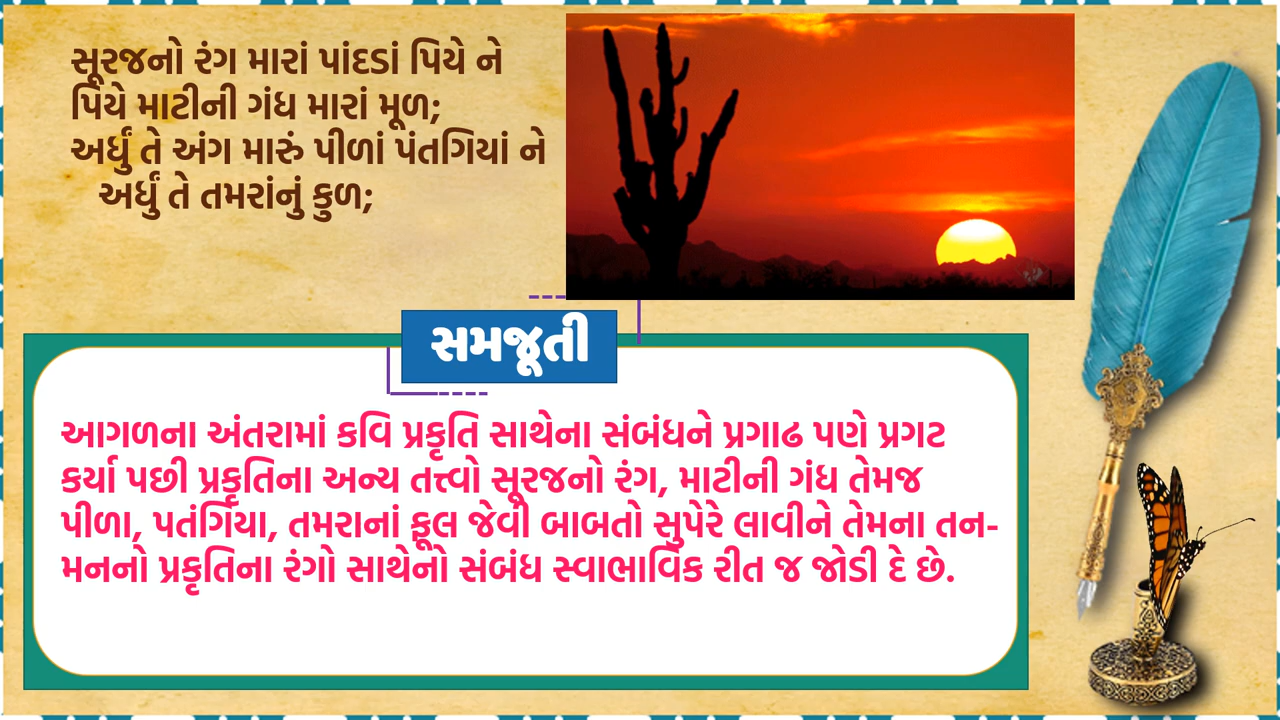 સૂરજનો રંગ મારાં પાંદડાં પિયે ને
પિયે માટીની ગંધ મારાં મૂળ;
અર્ધું તે અંગ મારું પીળાં પંતગિયાં ને
અર્ધું તે તમરાંનું કુળ;
સમજૂતી
આગળના અંતરામાં કવિ પ્રકૃતિ સાથેના સંબંધને પ્રગાઢ પણે પ્રગટ
કર્યા પછી પ્રકૃતિના અન્ય તત્ત્વો સૂરજનો રંગ, માટીની ગંધ તેમજ
પીળા, પતંગિયા, તમરાનાં ફૂલ જેવી બાબતો સુપેરે લાવીને તેમના તન-
મનનો પ્રકૃતિના રંગો સાથેનો સંબંધ સ્વાભાવિક રીત જ જોડી દે છે.